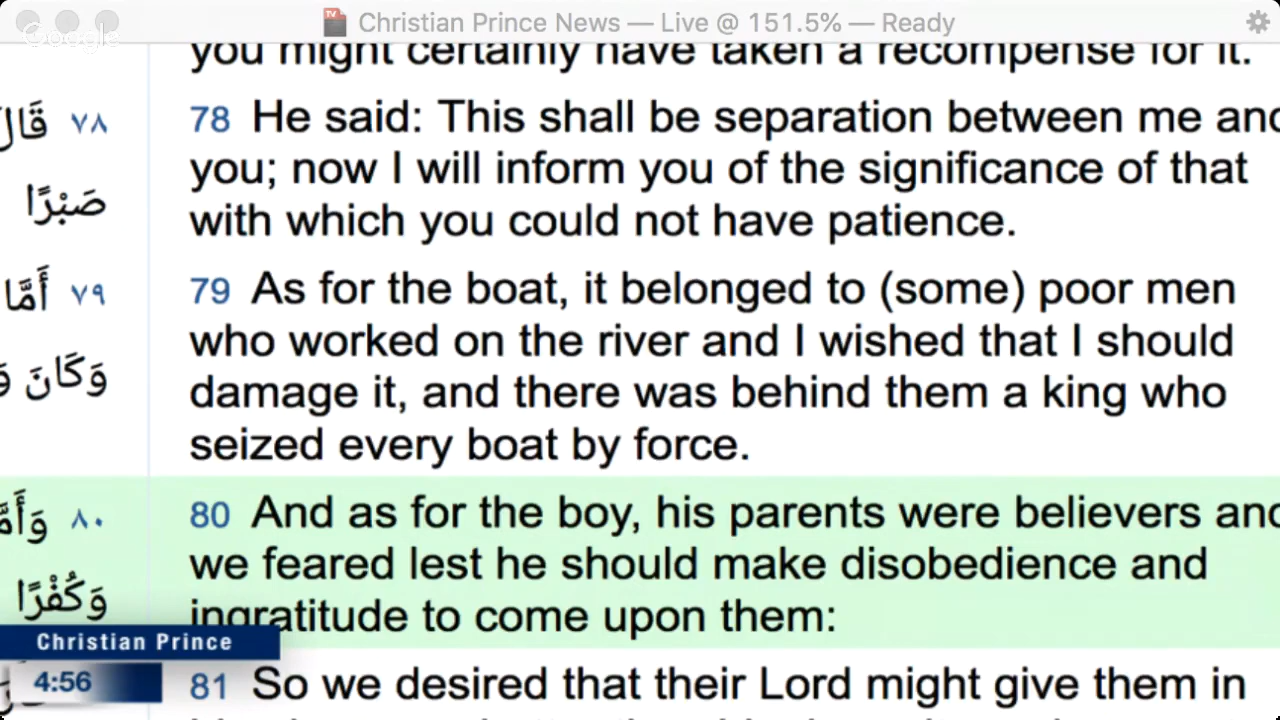 Christian Prince News — Live @ 151.5% — Ready
Google
you might certainly have taken a recompense for it.
٧٨ قَالَ
78 He said: This shall be separation between me and
you; now I will inform you of the significance of that
صَبْرًا
with which you could not have patience.
٧٩ أَمَّا
79 As for the boat, it belonged to (some) poor men
who worked on the river and I wished that I should
وَكَانَ وَ
damage it, and there was behind them a king who
seized every boat by force.
٨٠ وَأَمَّ
80 And as for the boy, his parents were believers and
we feared lest he should make disobedience and
وَكُفْرًا
ingratitude to come upon them:
Christian Prince
4:56
81 So we desired that their Lord might give them in